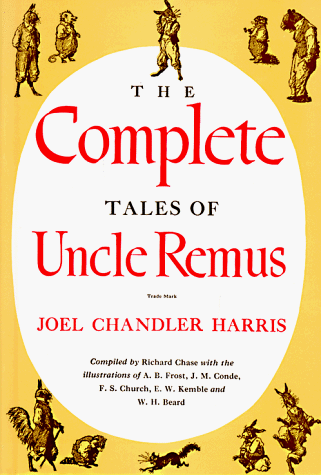 THE
Complete
TALES OF
Uncle Remus
Trade Mark
JOEL CHANDLER HARRIS
Compiled by Richard Chase with the
illustrations of A. B. Frost, J. M. Conde,
F. S. Church, E. W. Kemble and
W. H. Beard